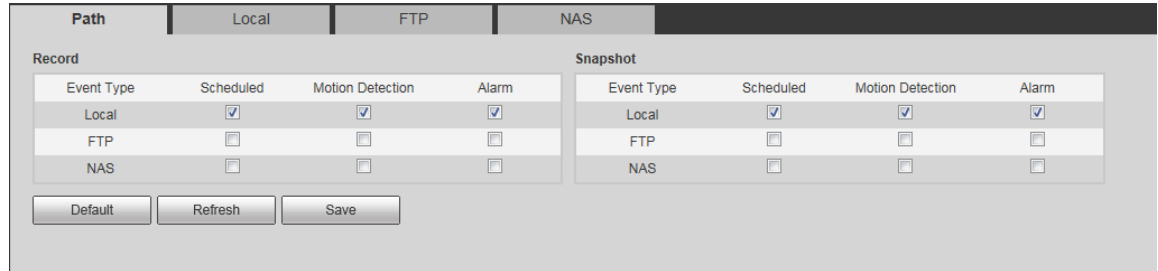 Path Local FTP NAS
Record Snapshot
Event Type Scheduled Motion Detection Alarm Event Type Scheduled Motion Detection Alarm
Local Local
FTP FTP
NAS NAS
Default Refresh Save